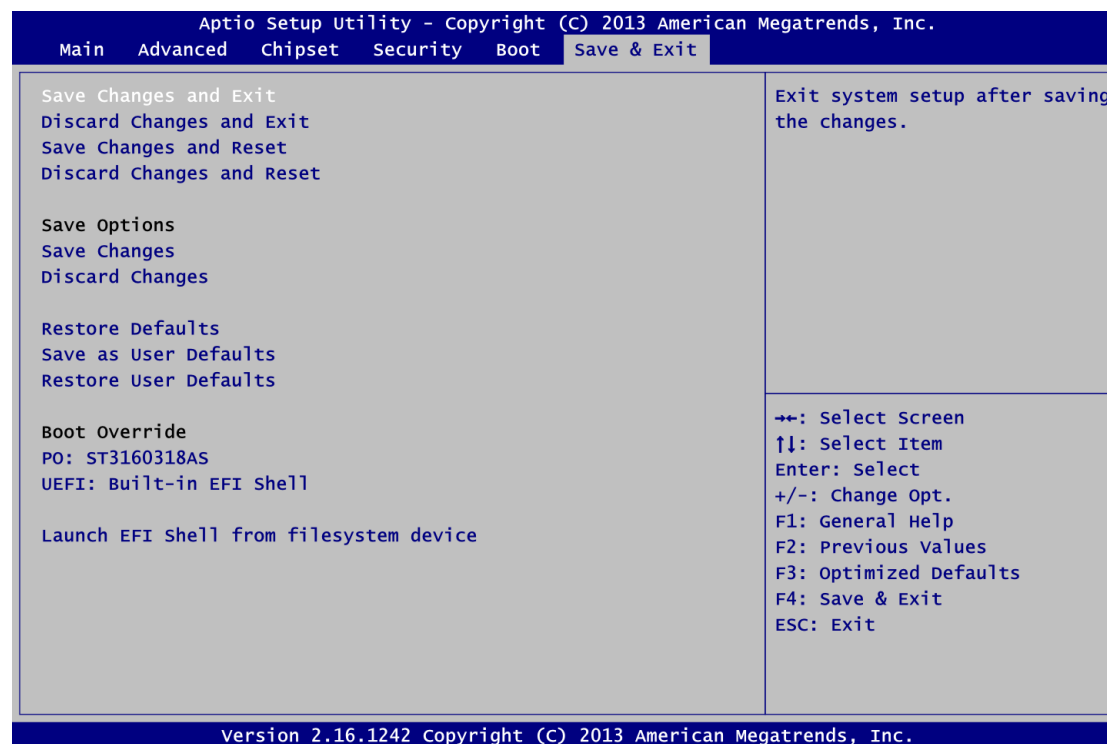 Aptio Setup Utility - Copyright (C) 2013 American Megatrends, Inc.
Main Advanced Chipset Security Boot Save & Exit
Save Changes and Exit
Discard Changes and Exit
Save Changes and Reset
Discard Changes and Reset
Save Options
Save Changes
Discard Changes
Restore Defaults
Save as User Defaults
Restore User Defaults
Boot Override
PO: ST3160318AS
UEFI: Built-in EFI Shell
Launch EFI Shell from filesystem device
Exit system setup after saving
the changes.
→←: Select Screen
↑↓: Select Item
Enter: Select
+/-: Change Opt.
F1: General Help
F2: Previous Values
F3: Optimized Defaults
F4: Save & Exit
ESC: Exit
Version 2.16.1242 Copyright (C) 2013 American Megatrends, Inc.